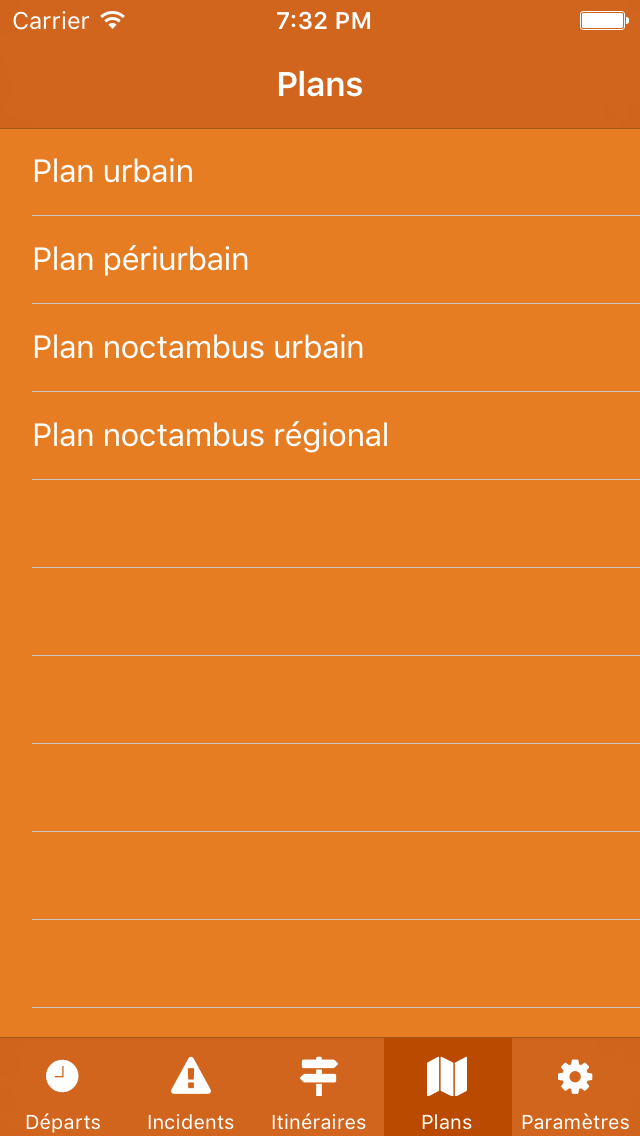 Carrier 7:32 PM
Plans
Plan urbain
Plan périurbain
Plan noctambus urbain
Plan noctambus régional
Départs Incidents Itinéraires Plans Paramètres